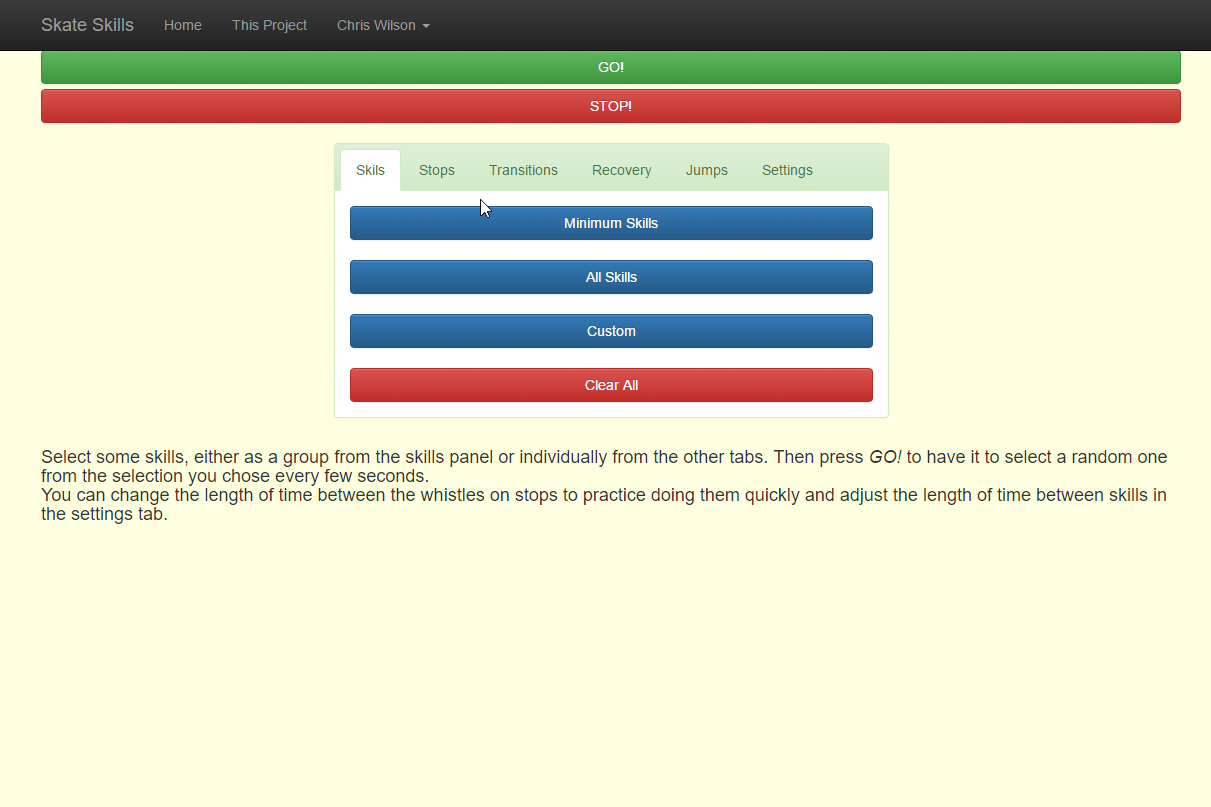 Skate Skills Home This Project Chris Wilson
GO!
STOP!
Skils Stops Transitions Recovery Jumps Settings
Minimum Skills
All Skills
Custom
Clear All
Select some skills, either as a group from the skills panel or individually from the other tabs. Then press GO! to have it to select a random one
from the selection you chose every few seconds.
You can change the length of time between the whistles on stops to practice doing them quickly and adjust the length of time between skills in
the settings tab.